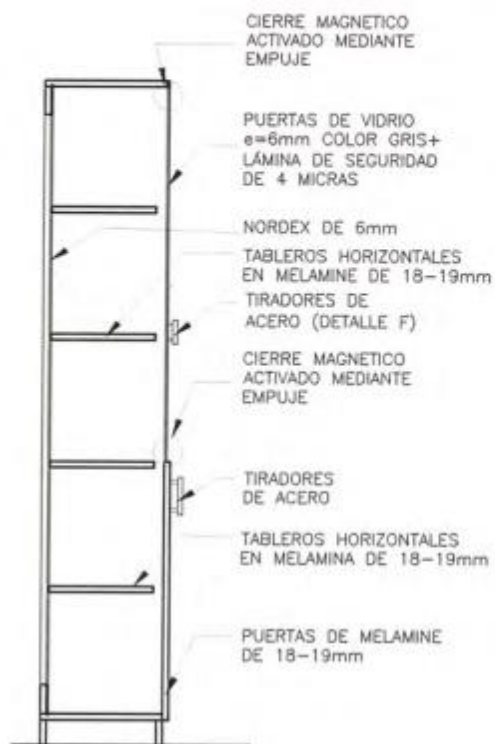 CIERRE MAGNETICO
ACTIVADO MEDIANTE
EMPUJE
PUERTAS DE VIDRIO
e=6mm COLOR GRIS+
LÁMINA DE SEGURIDAD
DE 4 MICRAS
NORDEX DE 6mm
TABLEROS HORIZONTALES
EN MELAMINE DE 18-19mm
TIRADORES DE
ACERO (DETALLE F)
CIERRE MAGNETICO
ACTIVADO MEDIANTE
EMPUJE
TIRADORES
DE ACERO
TABLEROS HORIZONTALES
EN MELAMINA DE 18-19mm
PUERTAS DE MELAMINE
DE 18-19mm